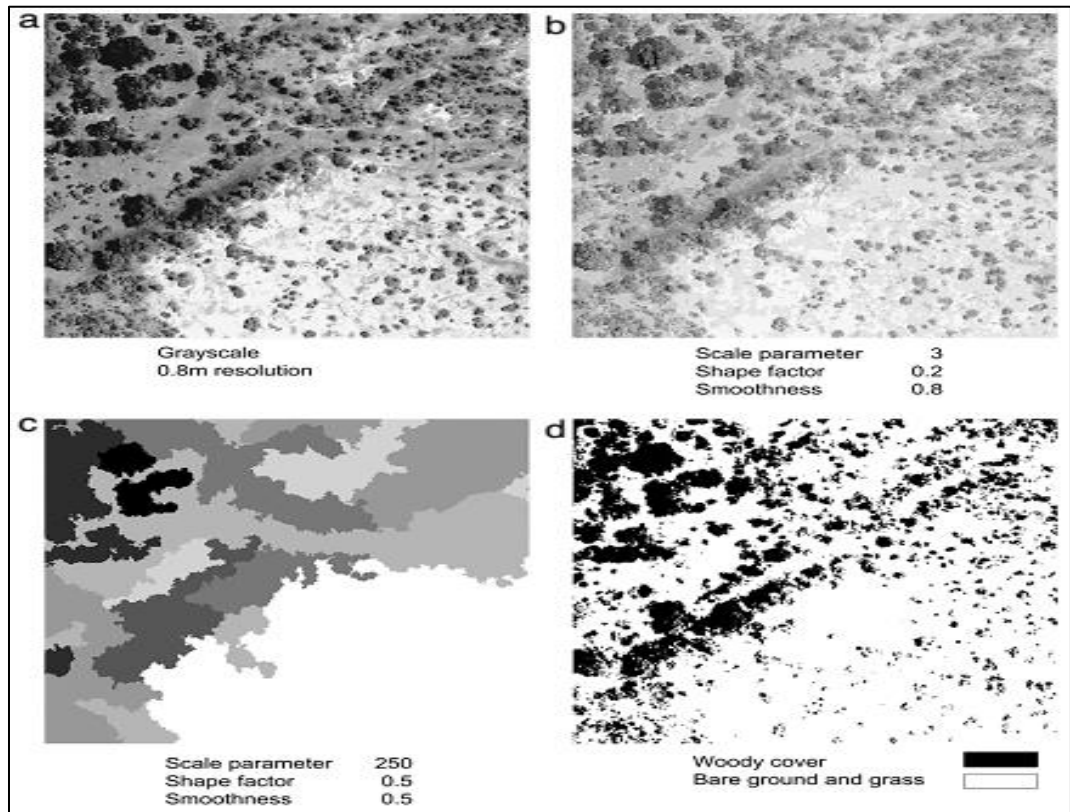 a
b
Grayscale
0.8m resolution
Scale parameter 3
Shape factor 0.2
Smoothness 0.8
c
d
Scale parameter 250
Shape factor 0.5
Smoothness 0.5
Woody cover
Bare ground and grass